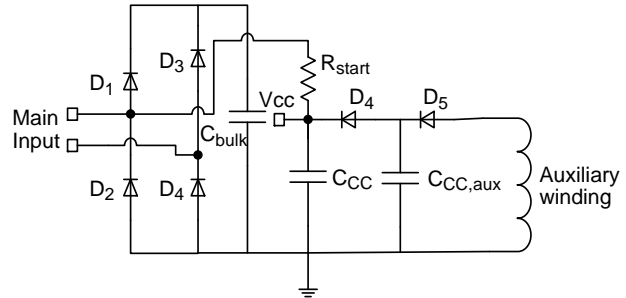 D3
Rstart
D1
Vcc
D4
D5
Main
Input
Cbulk
D2
D4
CCC
CCC,aux
Auxiliary
winding